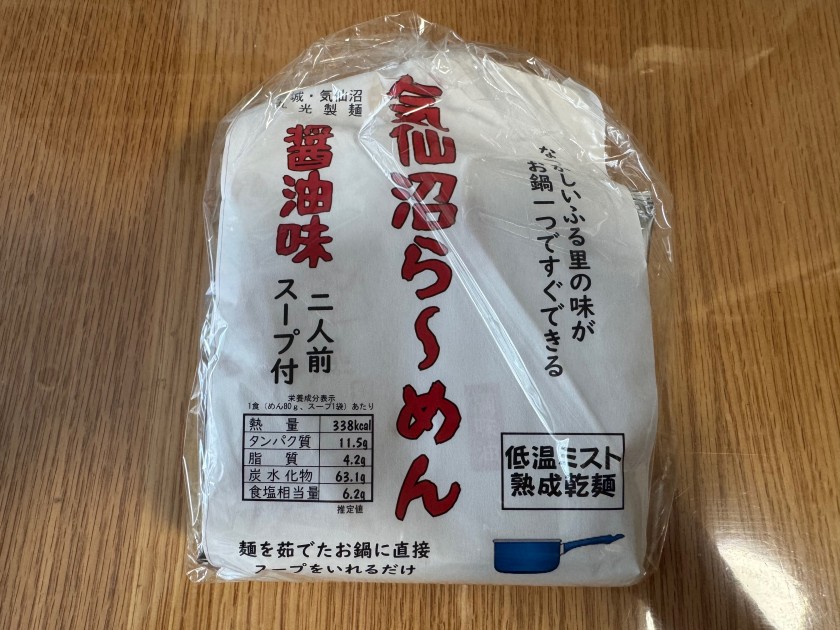 なつかしいふる里の味が
お鍋一つですぐできる
気仙沼ら〜めん
城・気仙沼
光製麺
醤油味
二人前
スープ付
栄養成分表示
1食(めん80g、スープ1袋)あたり
熱量 338kcal
タンパク質 11.5g
脂質 4.2g
炭水化物 63.1g
食塩相当量 6.2g
推定値
低温ミスト
熟成乾麺
麺を茹でたお鍋に直接
スープをいれるだけ